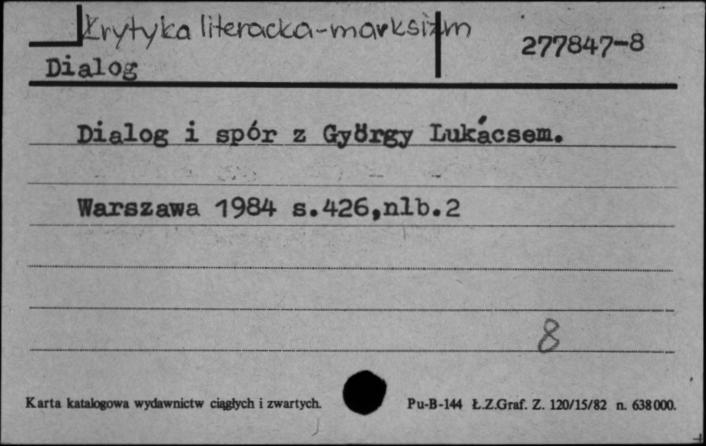 Krytyka literacka-marksizm
277847-8
Dialog
Dialog i spór z György Lukácsem.
Warszawa 1984 s.426,nlb.2
8
Karta katalogowa wydawnictw ciągłych i zwartych.
Pu-B-144 Ł.Z.Graf. Z. 120/15/82 n. 638000.